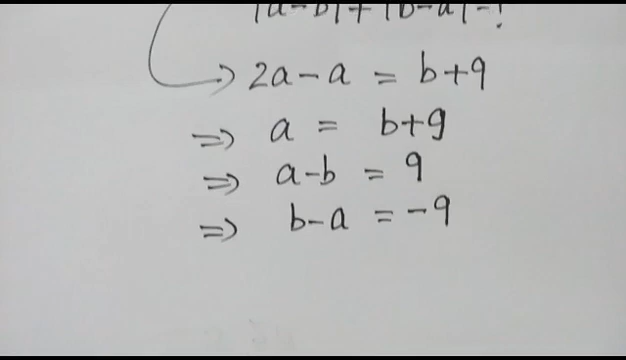 |a-b|+|b-a|=?
2a-a = b+9
⇒ a = b+9
⇒ a-b = 9
⇒ b-a = -9